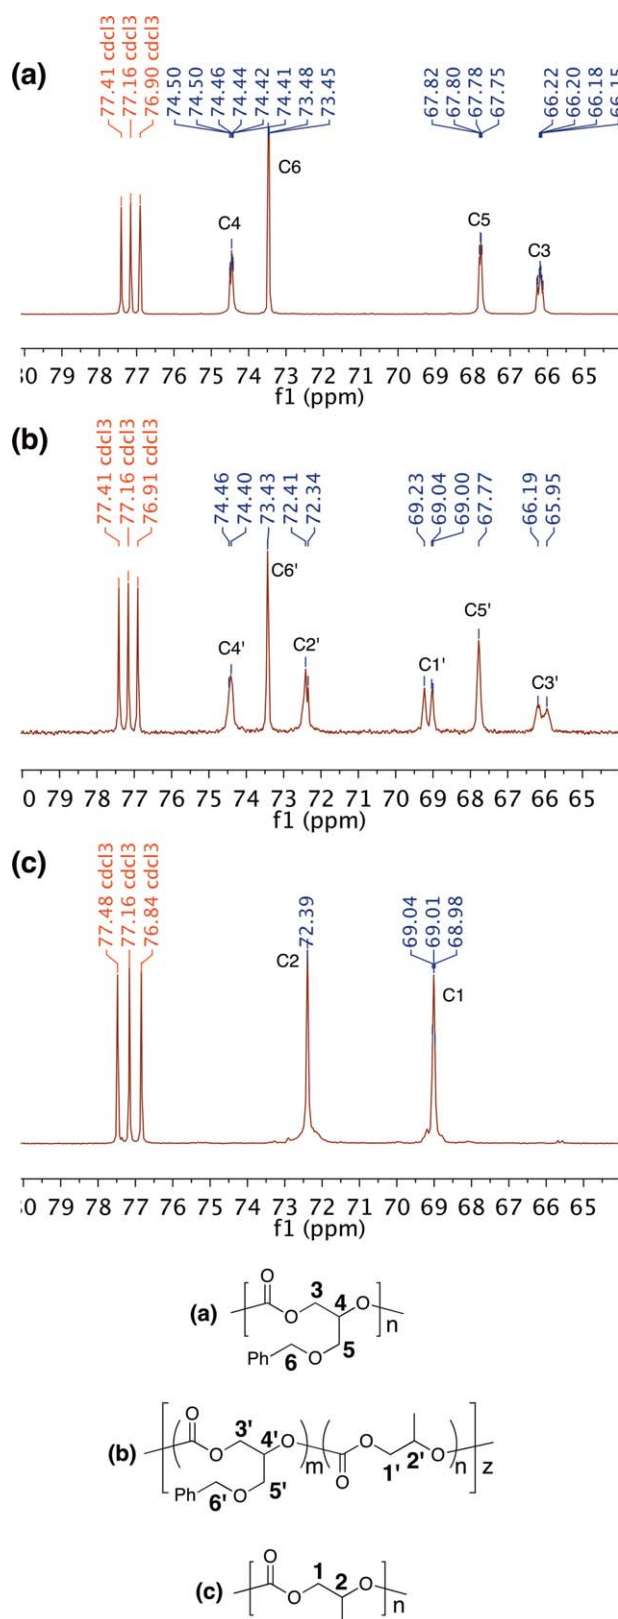 (a)
77.41 cdcl3
77.16 cdcl3
76.90 cdcl3
74.50
74.50
74.46
74.44
74.42
74.41
73.48
73.45
67.82
67.80
67.78
67.75
66.22
66.20
66.18
66.15
C6
C4
C5
C3
79 78 77 76 75 74 73 72 71 70 69 68 67 66 65
f1 (ppm)
(b)
77.41 cdcl3
77.16 cdcl3
76.91 cdcl3
74.46
74.40
73.43
72.41
72.34
69.23
69.04
69.00
67.77
66.19
65.95
C6'
C4'
C2'
C1'
C5'
C3'
0 79 78 77 76 75 74 73 72 71 70 69 68 67 66 65
f1 (ppm)
(c)
77.48 cdcl3
77.16 cdcl3
76.84 cdcl3
72.39
69.04
69.01
68.98
C2
C1
79 78 77 76 75 74 73 72 71 70 69 68 67 66 65
f1 (ppm)
(a)
O
3
4
O
O
n
Ph
6
O
5
(b)
O
3'
4'
O
O
m
O
O
1'
2'
O
n
z
Ph
6'
O
5'
(c)
O
1
2
O
O
n